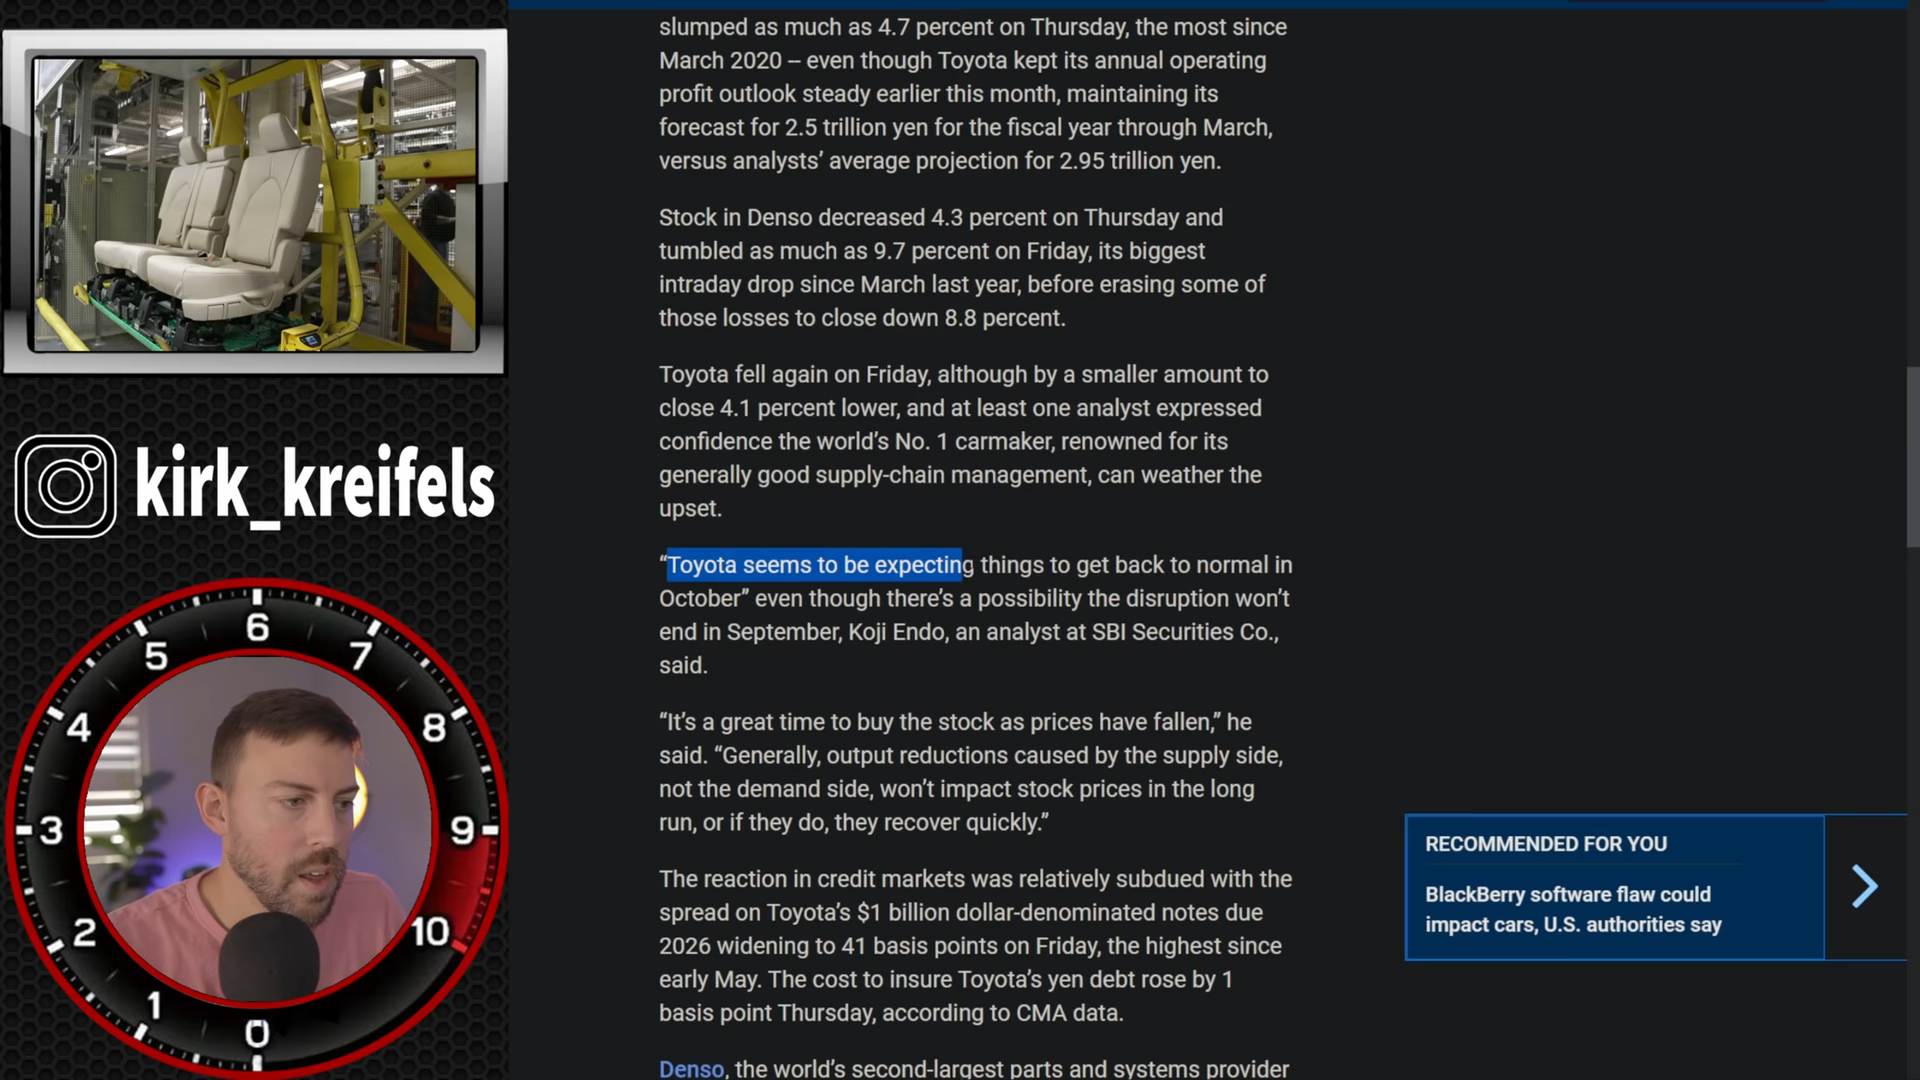 slumped as much as 4.7 percent on Thursday, the most since
March 2020 -- even though Toyota kept its annual operating
profit outlook steady earlier this month, maintaining its
forecast for 2.5 trillion yen for the fiscal year through March,
versus analysts’ average projection for 2.95 trillion yen.
Stock in Denso decreased 4.3 percent on Thursday and
tumbled as much as 9.7 percent on Friday, its biggest
intraday drop since March last year, before erasing some of
those losses to close down 8.8 percent.
Toyota fell again on Friday, although by a smaller amount to
close 4.1 percent lower, and at least one analyst expressed
confidence the world’s No. 1 carmaker, renowned for its
generally good supply-chain management, can weather the
upset.
“Toyota seems to be expecting things to get back to normal in
October” even though there’s a possibility the disruption won’t
end in September, Koji Endo, an analyst at SBI Securities Co.,
said.
“It’s a great time to buy the stock as prices have fallen,” he
said. “Generally, output reductions caused by the supply side,
not the demand side, won’t impact stock prices in the long
run, or if they do, they recover quickly.”
The reaction in credit markets was relatively subdued with the
spread on Toyota’s $1 billion dollar-denominated notes due
2026 widening to 41 basis points on Friday, the highest since
early May. The cost to insure Toyota’s yen debt rose by 1
basis point Thursday, according to CMA data.
Denso, the world’s second-largest parts and systems provider
kirk_kreifels
0
1
2
3
4
5
6
7
8
9
10
RECOMMENDED FOR YOU
BlackBerry software flaw could
impact cars, U.S. authorities say